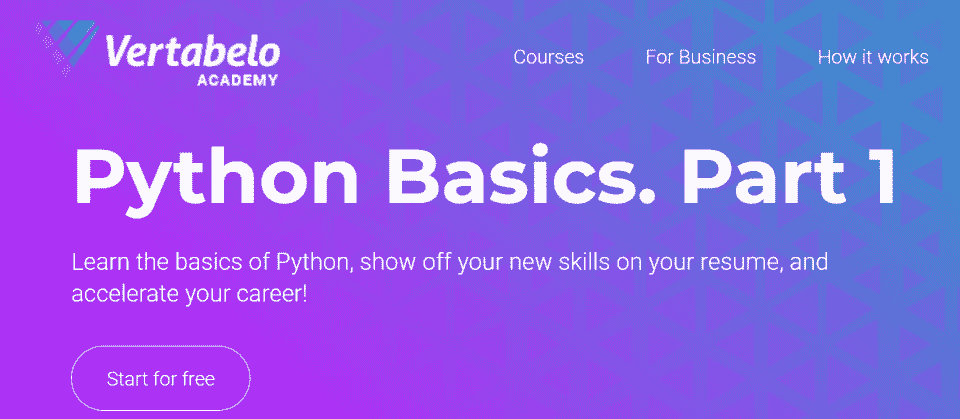 Vertabelo
ACADEMY
Courses
For Business
How it works
Python Basics. Part 1
Learn the basics of Python, show off your new skills on your resume, and
accelerate your career!
Start for free